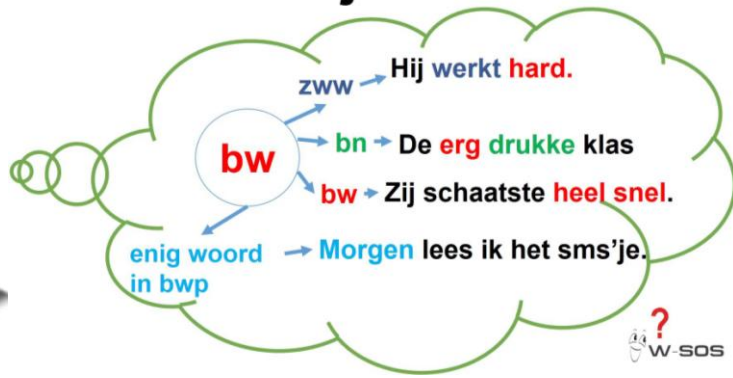 zww Hij werkt hard.
bw
bn De erg drukke klas
bw Zij schaatste heel snel.
enig woord
in bwp
Morgen lees ik het sms'je.
?
W-SOS